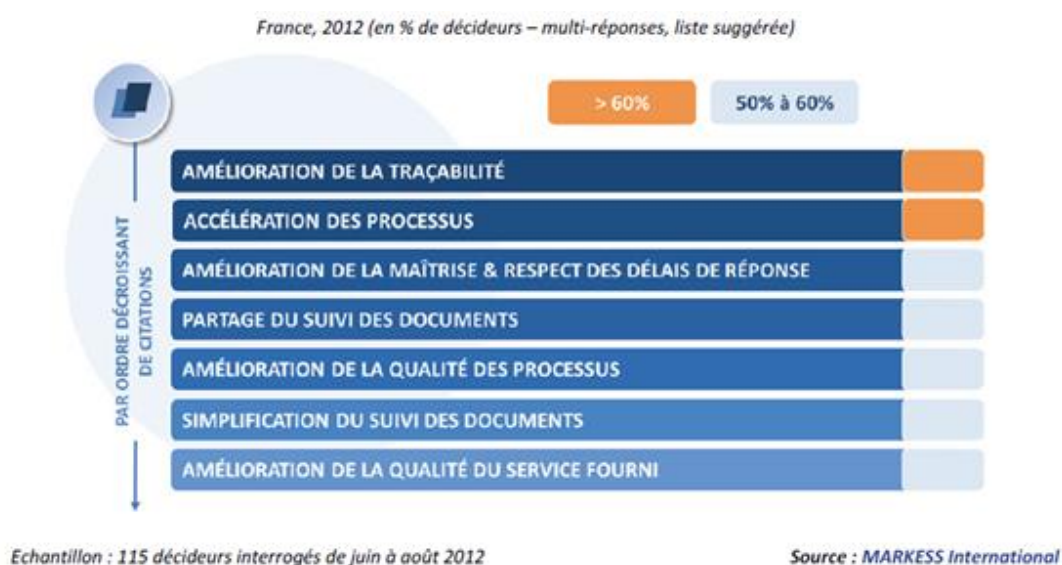 France, 2012 (en % de décideurs – multi-réponses, liste suggérée)
> 60%
50% à 60%
PAR ORDRE DÉCROISSANT
DE CITATIONS
AMÉLIORATION DE LA TRAÇABILITÉ
ACCÉLÉRATION DES PROCESSUS
AMÉLIORATION DE LA MAÎTRISE & RESPECT DES DÉLAIS DE RÉPONSE
PARTAGE DU SUIVI DES DOCUMENTS
AMÉLIORATION DE LA QUALITÉ DES PROCESSUS
SIMPLIFICATION DU SUIVI DES DOCUMENTS
AMÉLIORATION DE LA QUALITÉ DU SERVICE FOURNI
Echantillon : 115 décideurs interrogés de juin à août 2012
Source : MARKESS International